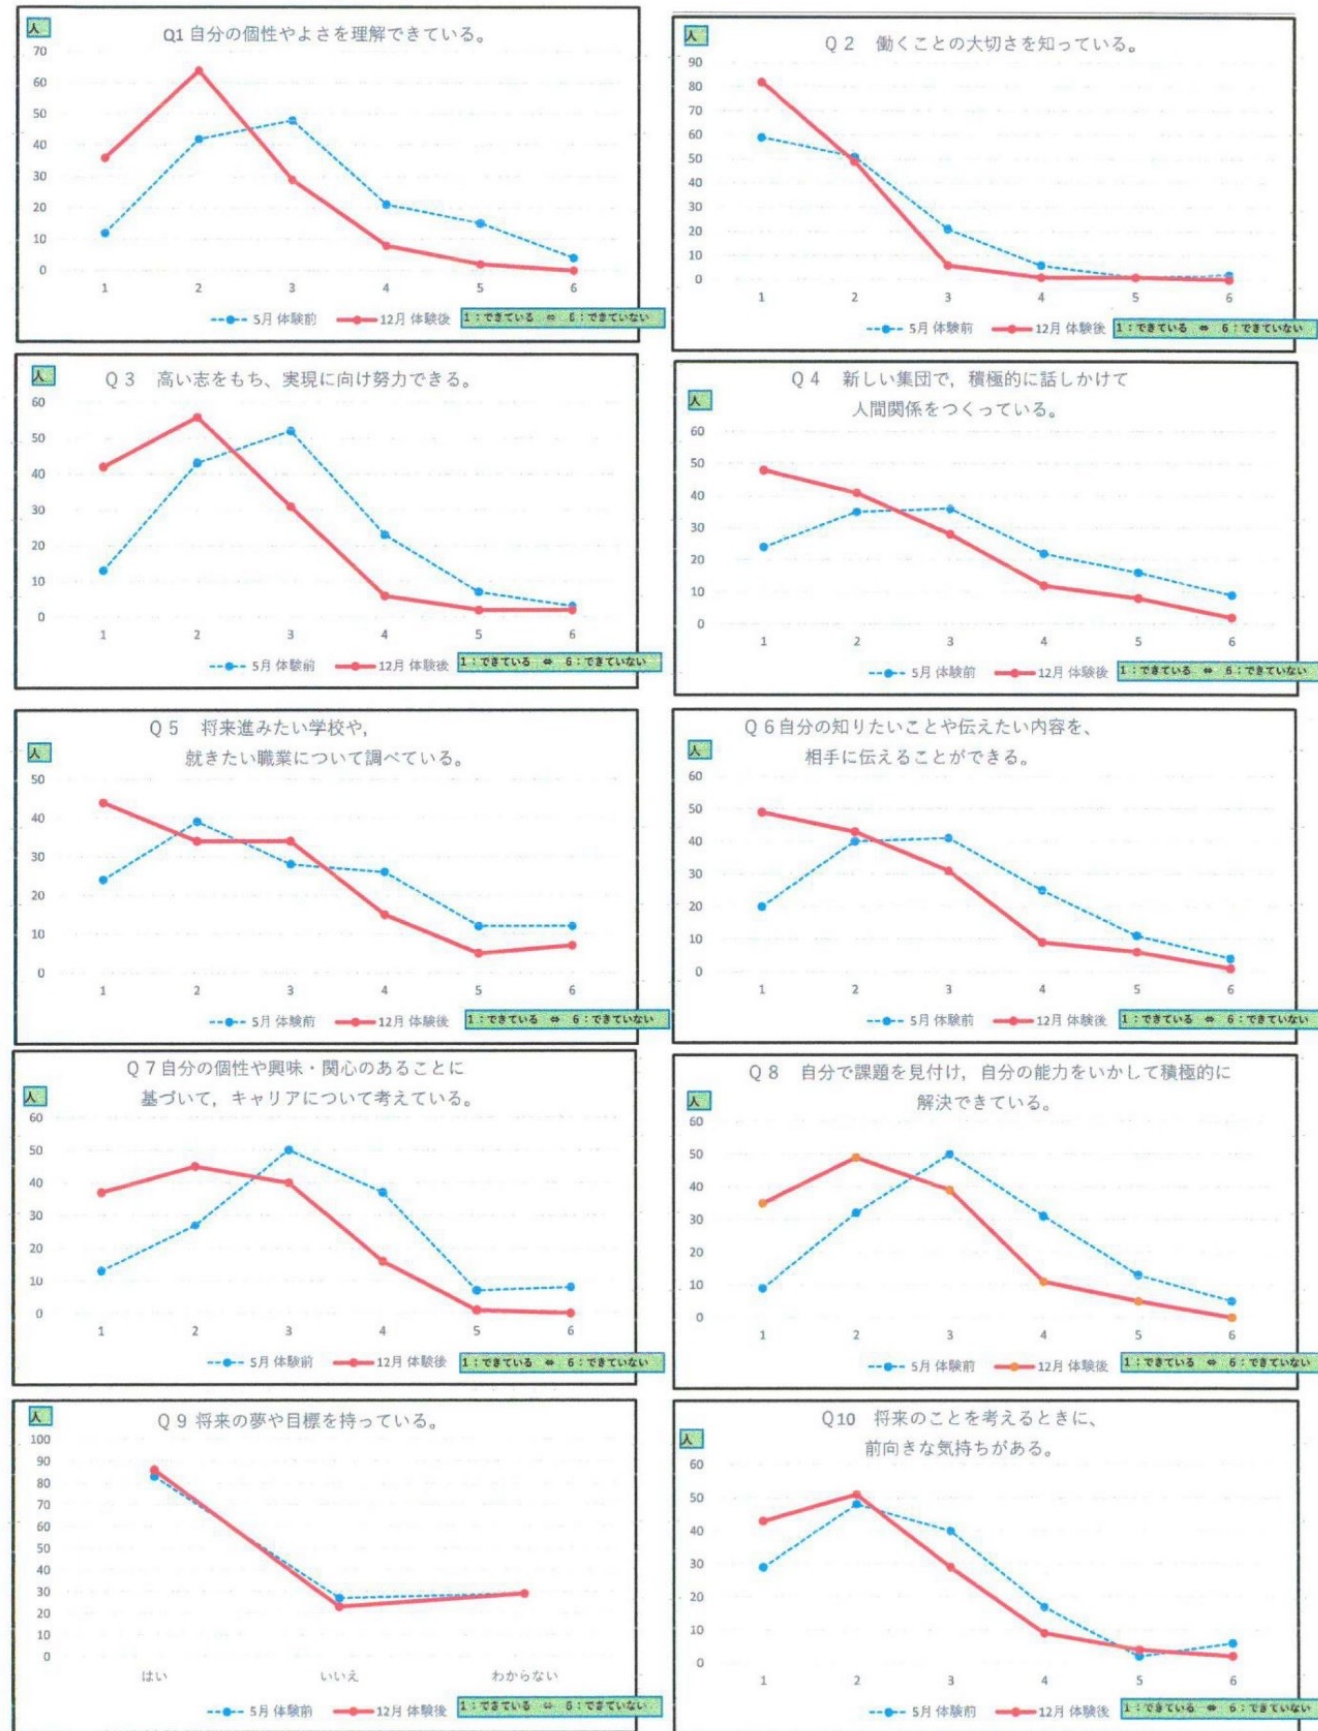 人
Q1 自分の個性やよさを理解できている。
70
60
50
40
30
20
10
0
1 2 3 4 5 6
5月 体験前 12月 体験後 1：できている ⇔ 6：できていない
人
Q 2 働くことの大切さを知っている。
90
80
70
60
50
40
30
20
10
0
1 2 3 4 5 6
5月 体験前 12月 体験後 1：できている ⇔ 6：できていない
人
Q 3 高い志をもち、実現に向け努力できる。
60
50
40
30
20
10
0
1 2 3 4 5 6
5月 体験前 12月 体験後 1：できている ⇔ 6：できていない
Q 4 新しい集団で，積極的に話しかけて
人
人間関係をつくっている。
60
50
40
30
20
10
0
1 2 3 4 5 6
5月 体験前 12月 体験後 1：できている ⇔ 6：できていない
Q 5 将来進みたい学校や，
人
就きたい職業について調べている。
50
40
30
20
10
0
1 2 3 4 5 6
5月 体験前 12月 体験後 1：できている ⇔ 6：できていない
Q 6 自分の知りたいことや伝えたい内容を、
人
相手に伝えることができる。
60
50
40
30
20
10
0
1 2 3 4 5 6
5月 体験前 12月 体験後 1：できている ⇔ 6：できていない
Q 7 自分の個性や興味・関心のあることに
人
基づいて，キャリアについて考えている。
60
50
40
30
20
10
0
1 2 3 4 5 6
5月 体験前 12月 体験後 1：できている ⇔ 6：できていない
Q 8 自分で課題を見付け，自分の能力をいかして積極的に
人
解決できている。
60
50
40
30
20
10
0
1 2 3 4 5 6
5月 体験前 12月 体験後 1：できている ⇔ 6：できていない
人
Q 9 将来の夢や目標を持っている。
100
90
80
70
60
50
40
30
20
10
0
はい いいえ わからない
5月 体験前 12月 体験後 1：できている ⇔ 6：できていない
Q10 将来のことを考えるときに、
人
前向きな気持ちがある。
60
50
40
30
20
10
0
1 2 3 4 5 6
5月 体験前 12月 体験後 1：できている ⇔ 6：できていない